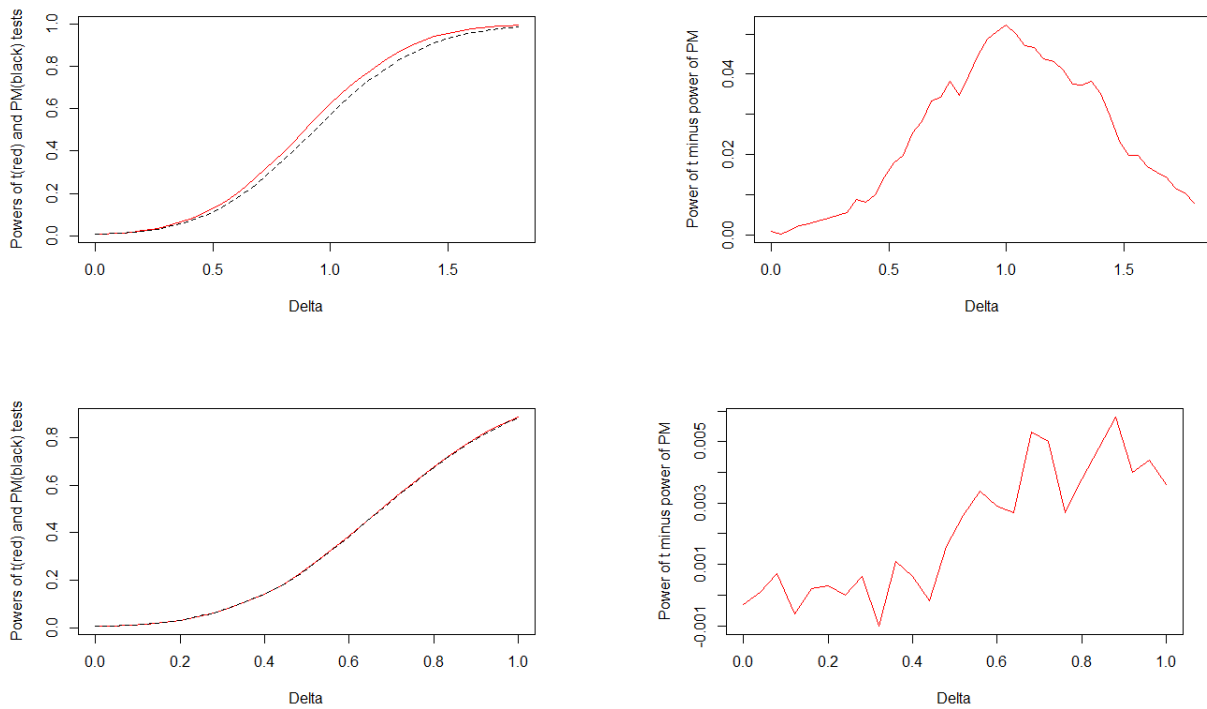 Powers of t(red) and PM(black) tests
0.0 0.2 0.4 0.6 0.8 1.0
0.0 0.5 1.0 1.5
Delta
Power of t minus power of PM
0.00 0.02 0.04
0.0 0.5 1.0 1.5
Delta
Powers of t(red) and PM(black) tests
0.0 0.2 0.4 0.6 0.8
0.0 0.2 0.4 0.6 0.8 1.0
Delta
Power of t minus power of PM
-0.001 0.001 0.003 0.005
0.0 0.2 0.4 0.6 0.8 1.0
Delta